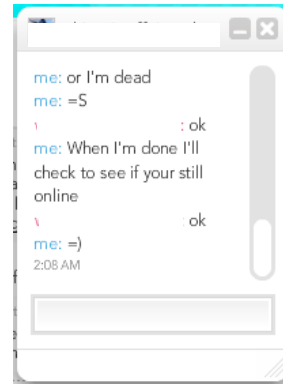 me: or I'm dead
me: =S
: ok
me: When I'm done I'll
check to see if your still
online
ok
me: =)
2:08 AM